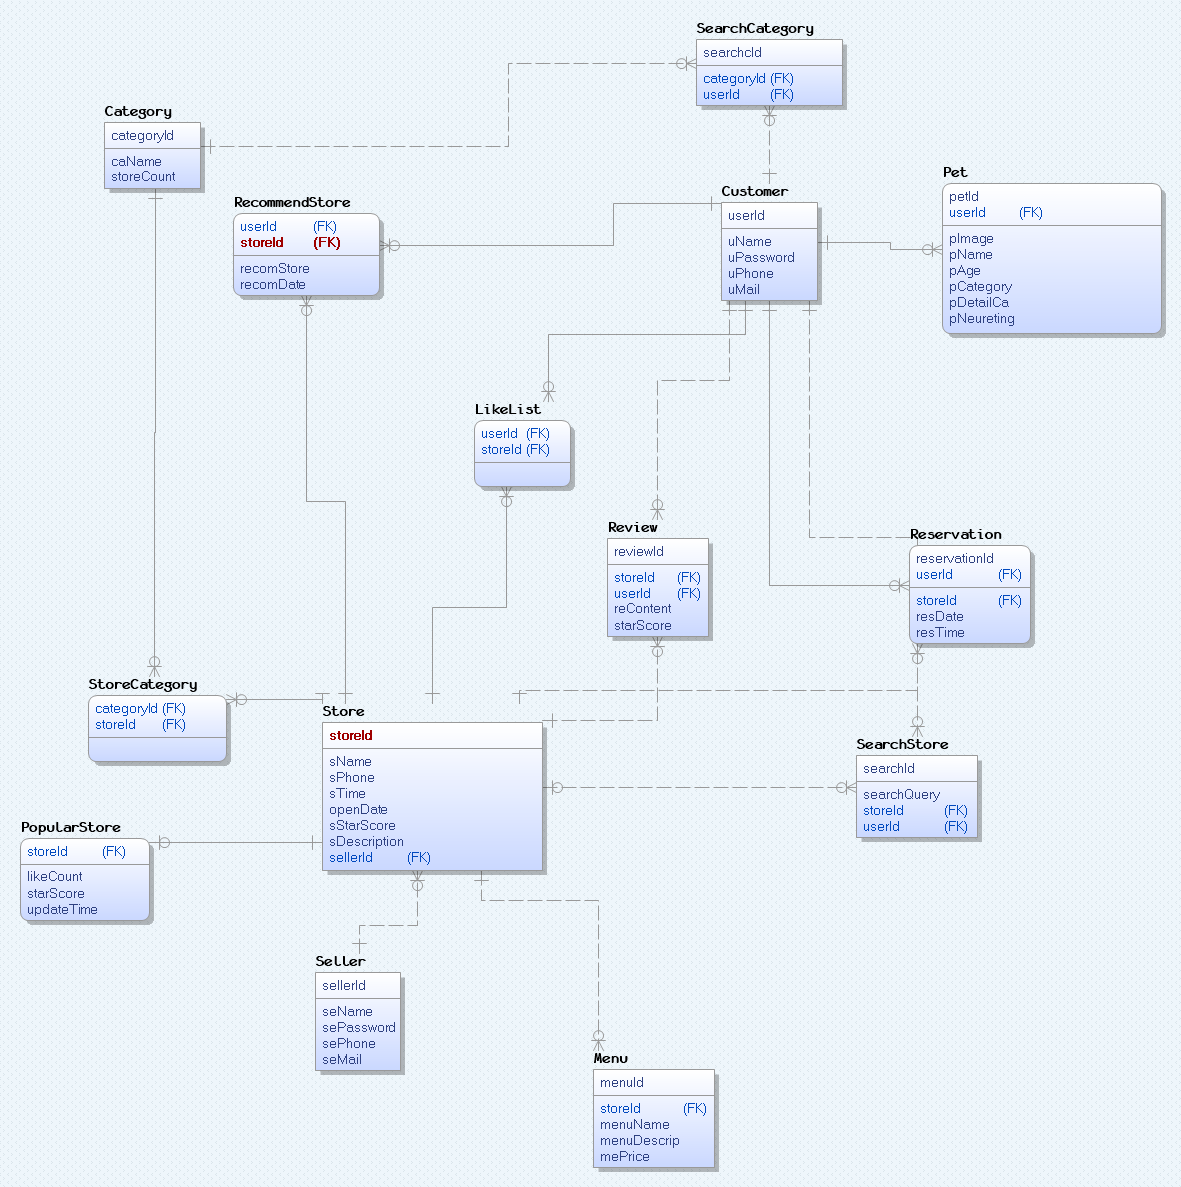 SearchCategory
searchcId
categoryId (FK)
userId (FK)
Category
categoryId
caName
storeCount
RecommendStore
userId (FK)
storeId (FK)
recomStore
recomDate
Customer
userId
uName
uPassword
uPhone
uMail
Pet
petId
userId (FK)
pImage
pName
pAge
pCategory
pDetailCa
pNeureting
LikeList
userId (FK)
storeId (FK)
Review
reviewId
storeId (FK)
userId (FK)
reContent
starScore
Reservation
reservationId
userId (FK)
storeId (FK)
resDate
resTime
StoreCategory
categoryId (FK)
storeId (FK)
Store
storeId
sName
sPhone
sTime
openDate
sStarScore
sDescription
sellerId (FK)
SearchStore
searchId
searchQuery
storeId (FK)
userId (FK)
PopularStore
storeId (FK)
likeCount
starScore
updateTime
Seller
sellerId
seName
sePassword
sePhone
seMail
Menu
menuId
storeId (FK)
menuName
menuDescrip
mePrice